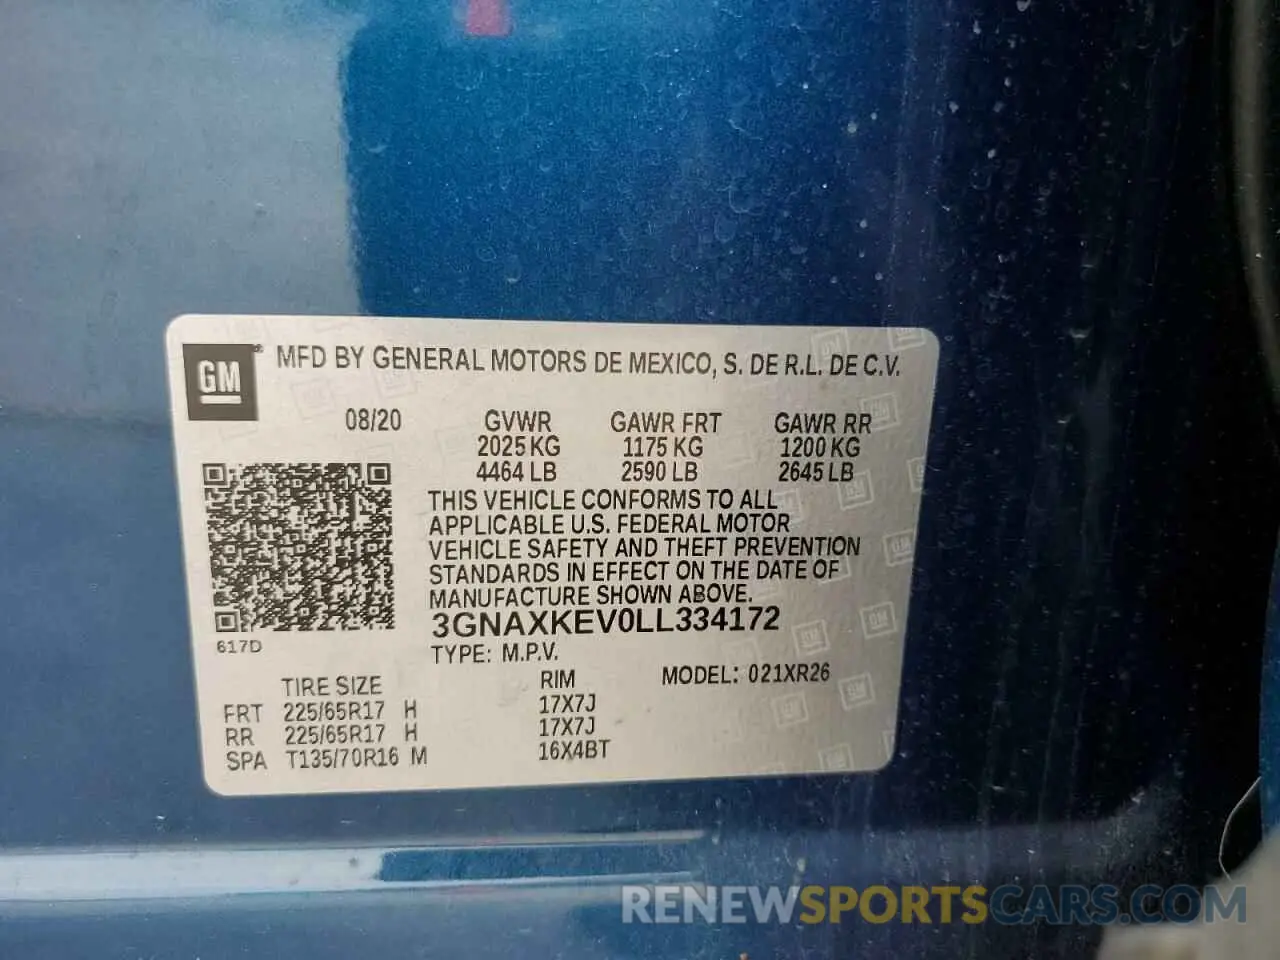 GM
MFD BY GENERAL MOTORS DE MEXICO, S. DE R.L. DE C.V.
08/20 GVWR GAWR FRT GAWR RR
2025 KG 1175 KG 1200 KG
4464 LB 2590 LB 2645 LB
THIS VEHICLE CONFORMS TO ALL
APPLICABLE U.S. FEDERAL MOTOR
VEHICLE SAFETY AND THEFT PREVENTION
STANDARDS IN EFFECT ON THE DATE OF
MANUFACTURE SHOWN ABOVE.
617D
3GNAXKEV0LL334172
TYPE: M.P.V.
TIRE SIZE RIM MODEL: 021XR26
FRT 225/65R17 H 17X7J
RR 225/65R17 H 17X7J
SPA T135/70R16 M 16X4BT
RENEWSPORTSCARS.COM